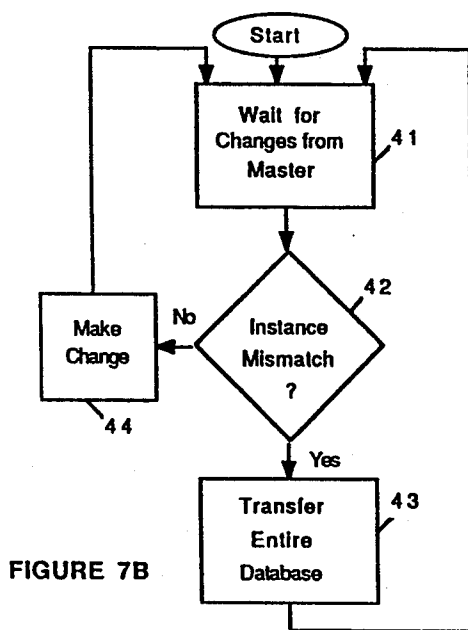 Start
Wait for
Changes from
Master
41
42
Instance
Mismatch
?
No
Make
Change
44
Yes
Transfer
Entire
Database
43
FIGURE 7B